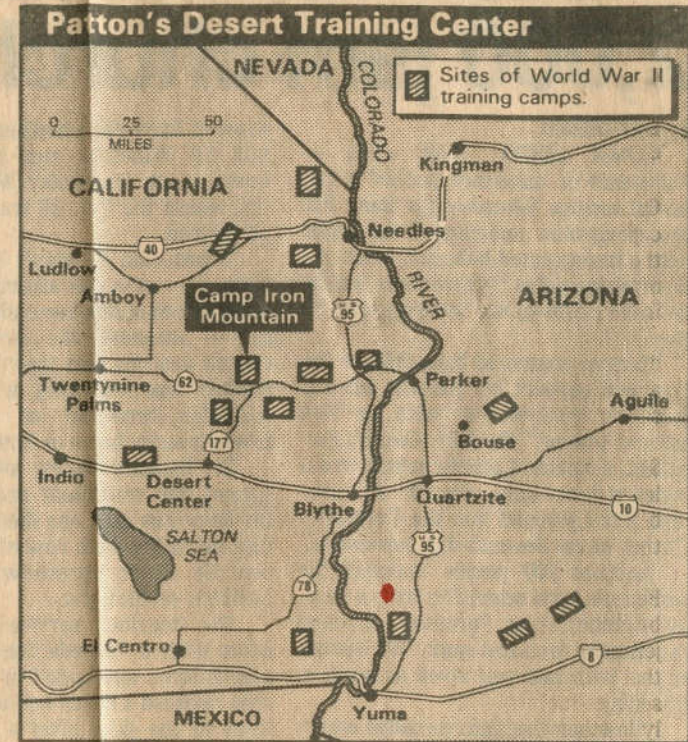 Patton's Desert Training Center
NEVADA
COLORADO
Sites of World War II
training camps.
0 25 50
MILES
Kingman
CALIFORNIA
Needles
40
Ludlow
RIVER
Amboy
Camp Iron
Mountain
ARIZONA
U S
95
Twentynine
Palms
62
Parker
Aguila
177
Bouse
Indio
Desert
Center
Blythe
Quartzite
10
SALTON
SEA
U S
95
78
El Centro
8
MEXICO
Yuma